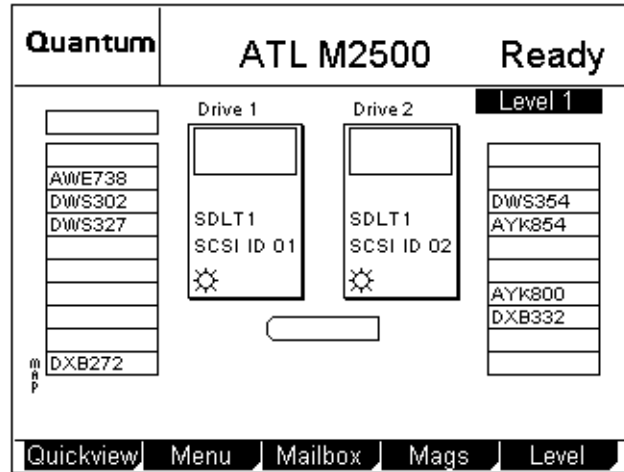 Quantum
ATL M2500
Ready
Level 1
Drive 1
Drive 2
AWE738
DWS302
DWS327
DXB272
MAP
SDLT1
SCSI ID 01
SDLT1
SCSI ID 02
DWS354
AYK854
AYK800
DXB332
Quickview
Menu
Mailbox
Mags
Level